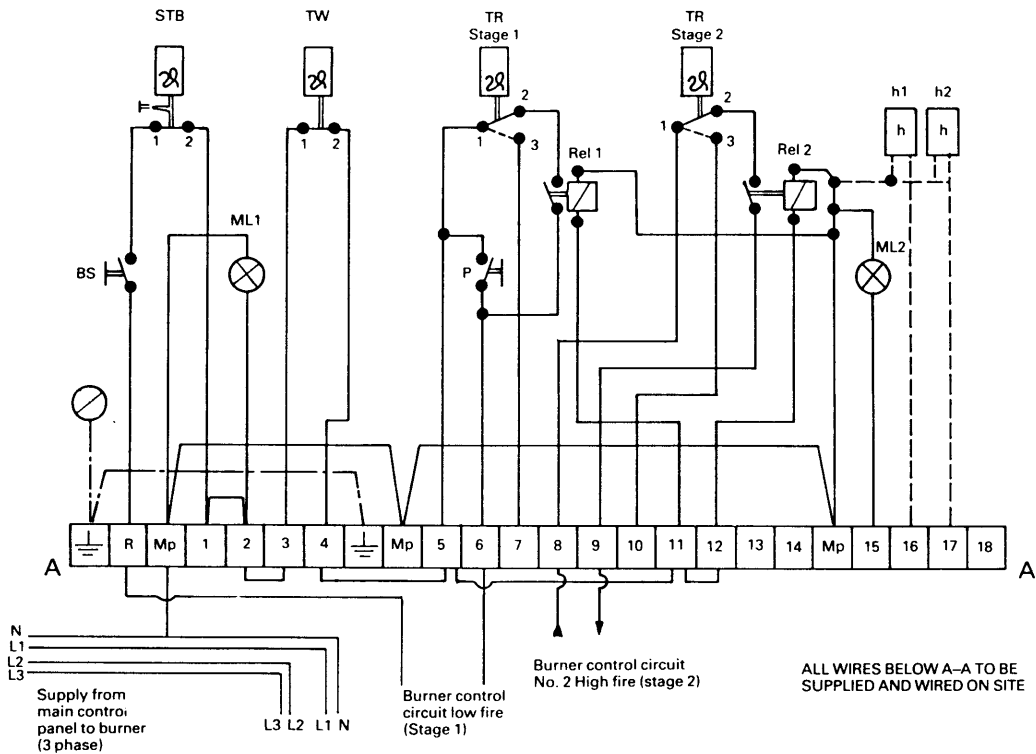 STB
TW
TR
Stage 1
TR
Stage 2
h1
h2
h
h
2
2
1
2
1
2
1
3
1
3
Rel 1
Rel 2
ML1
ML2
BS
P
R
Mp
1
2
3
4
Mp
5
6
7
8
9
10
11
12
13
14
Mp
15
16
17
18
A
A
N
L1
L2
L3
Supply from
main control
panel to burner
(3 phase)
L3
L2
L1
N
Burner control
circuit low fire
(Stage 1)
Burner control circuit
No. 2 High fire (stage 2)
ALL WIRES BELOW A–A TO BE
SUPPLIED AND WIRED ON SITE